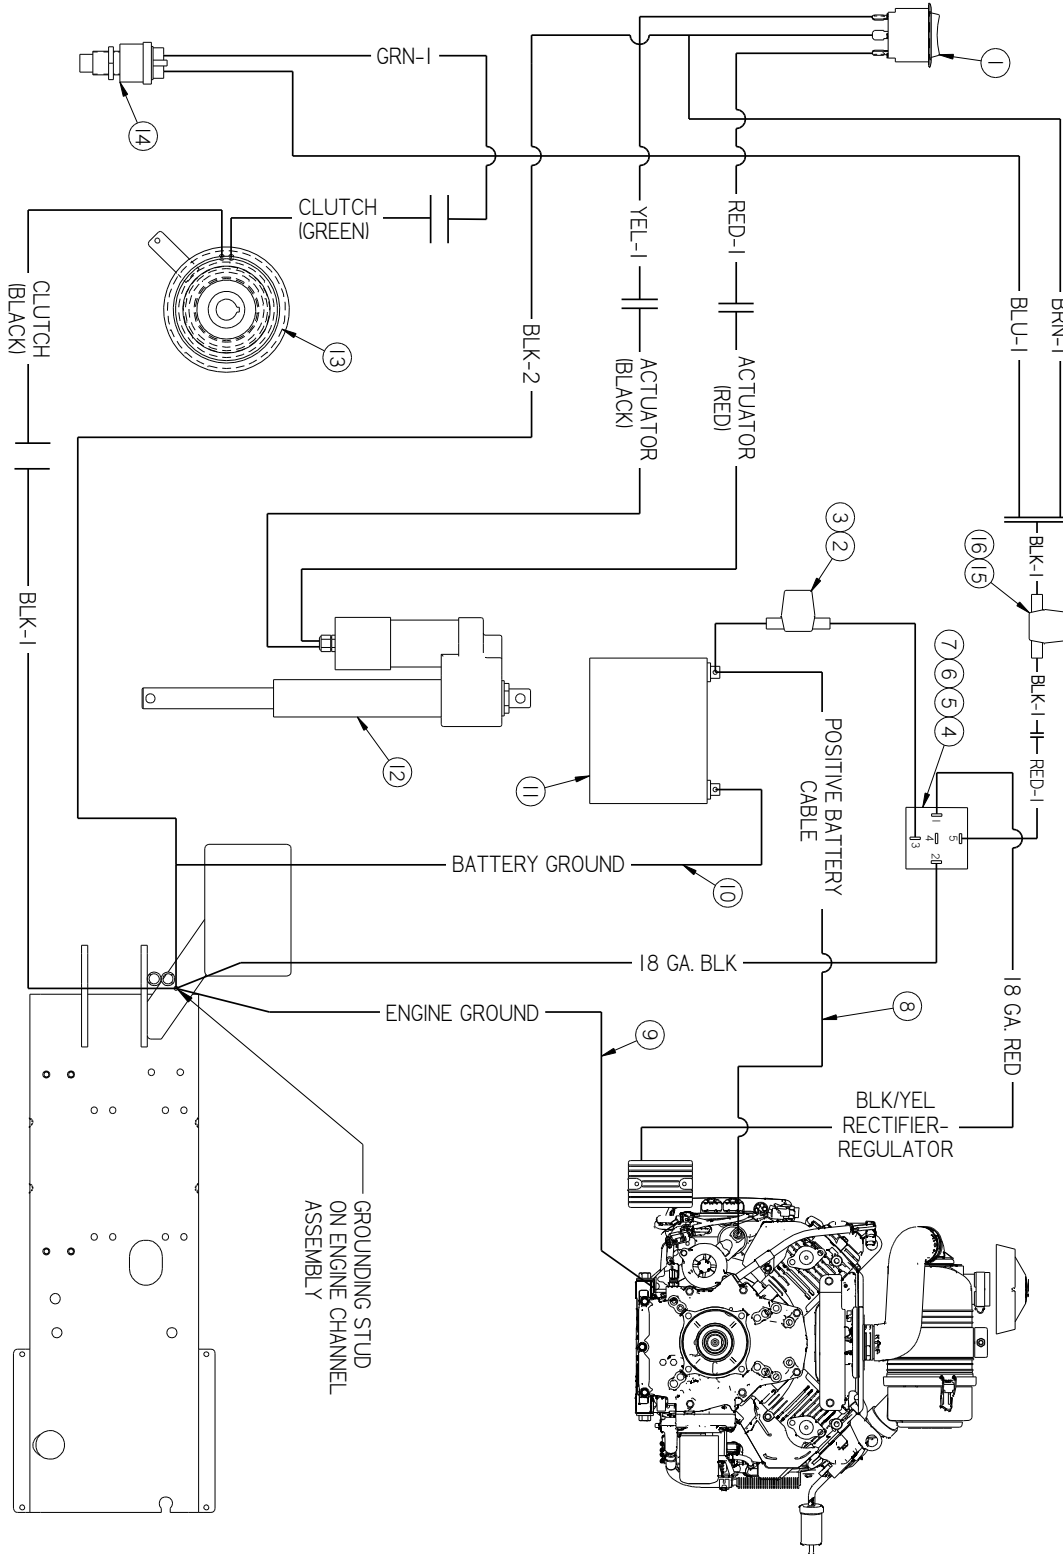 1
GRN-1
14
CLUTCH
(GREEN)
YEL-1
RED-1
BLU-1
BRN-1
CLUTCH
(BLACK)
13
BLK-2
ACTUATOR
(BLACK)
ACTUATOR
(RED)
3 2
16 15
BLK-1
BLK-1
RED-1
BLK-1
7 6 5 4
1
5
4
3
2
12
11
POSITIVE BATTERY
CABLE
BATTERY GROUND
10
18 GA. BLK
18 GA. RED
ENGINE GROUND
9
8
BLK/YEL
RECTIFIER-
REGULATOR
GROUNDING STUD
ON ENGINE CHANNEL
ASSEMBLY